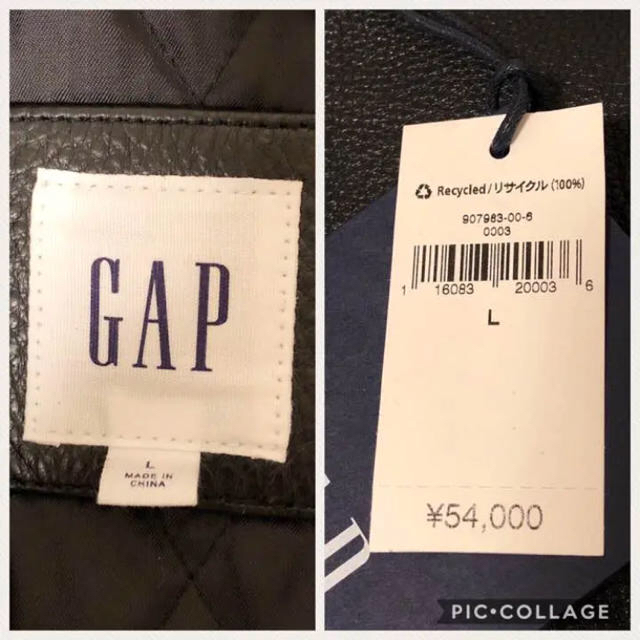 GAP
L
MADE IN
CHINA
Recycled/リサイクル (100%)
907983-00-6
0003
1 16083 20003 6
L
¥54,000
PIC•COLLAGE